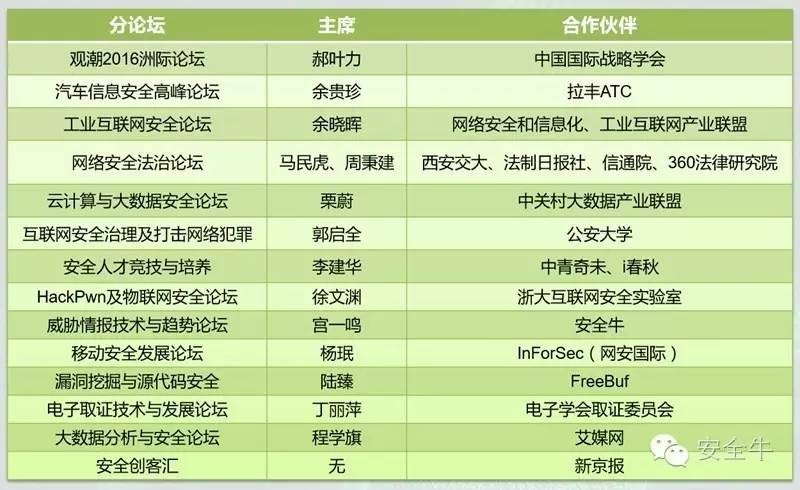 分论坛 主席 合作伙伴
观潮2016洲际论坛 郝叶力 中国国际战略学会
汽车信息安全高峰论坛 余贵珍 拉丰ATC
工业互联网安全论坛 余晓晖 网络安全和信息化、工业互联网产业联盟
网络安全法治论坛 马民虎、周秉建 西安交大、法制日报社、信通院、360法律研究院
云计算与大数据安全论坛 栗蔚 中关村大数据产业联盟
互联网安全治理及打击网络犯罪 郭启全 公安大学
安全人才竞技与培养 李建华 中青奇未、i春秋
HackPwn及物联网安全论坛 徐文渊 浙大互联网安全实验室
威胁情报技术与趋势论坛 宫一鸣 安全牛
移动安全发展论坛 杨珉 InForSec（网安国际）
漏洞挖掘与源代码安全 陆臻 FreeBuf
电子取证技术与发展论坛 丁丽萍 电子学会取证委员会
大数据分析与安全论坛 程学旗 艾媒网
安全创客汇 无 新京报
安全牛